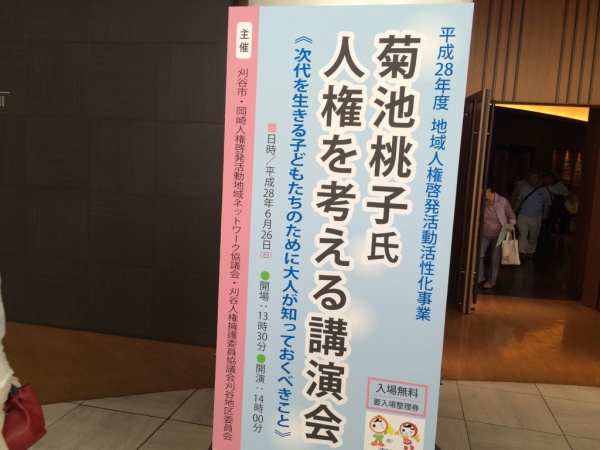 平成28年度 地域人権啓発活動活性化事業
菊池桃子氏
人権を考える講演会
《次代を生きる子どもたちのために大人が知っておくべきこと》
■日時／平成28年6月26日(日) ●開場：13時30分 ●開演：14時00分
主催
刈谷市・岡崎人権啓発活動地域ネットワーク協議会・刈谷人権擁護委員協議会刈谷地区委員会
入場無料
要入場整理券